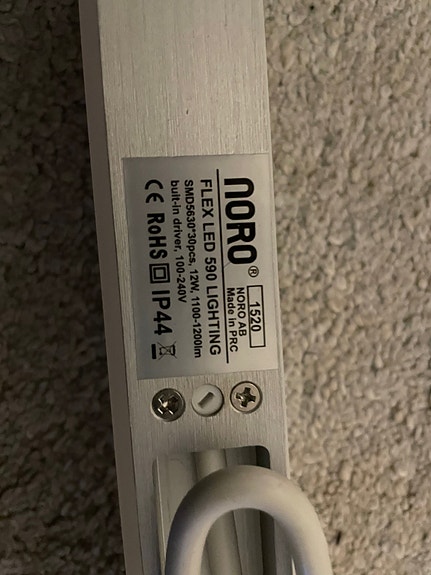 noro®
1520
NORO AB
Made in PRC
FLEX LED 590 LIGHTING
SMD5630*30pcs, 12W, 1100-1200lm
buit-in driver, 100-240V
CE RoHS IP44